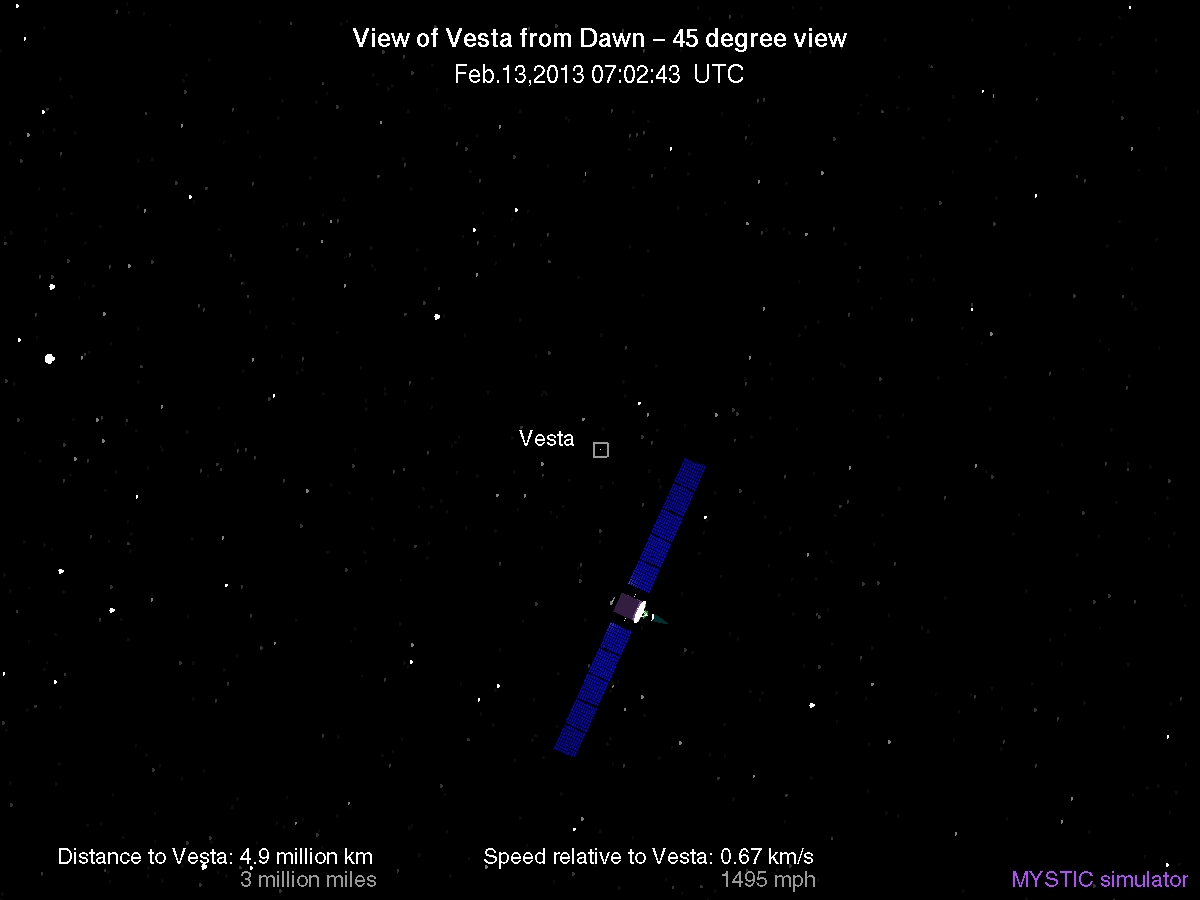 View of Vesta from Dawn – 45 degree view
Feb.13,2013 07:02:43 UTC
Vesta
Distance to Vesta: 4.9 million km
3 million miles
Speed relative to Vesta: 0.67 km/s
1495 mph
MYSTIC simulator